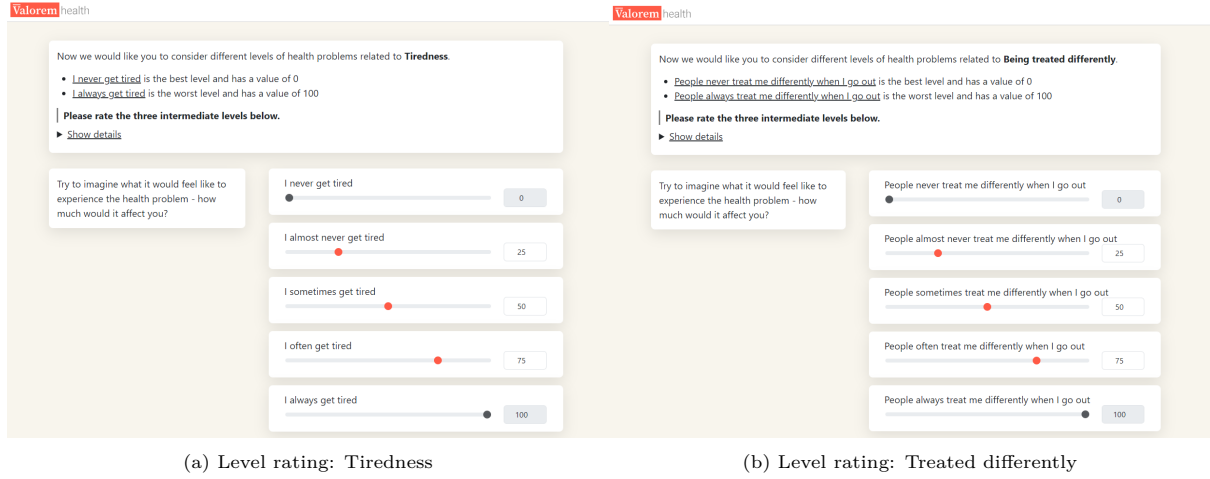 Valorem health
Now we would like you to consider different levels of health problems related to Tiredness.
• I never get tired is the best level and has a value of 0
• I always get tired is the worst level and has a value of 100
Please rate the three intermediate levels below.
▶ Show details
Try to imagine what it would feel like to
experience the health problem - how
much would it affect you?
I never get tired
0
I almost never get tired
25
I sometimes get tired
50
I often get tired
75
I always get tired
100
(a) Level rating: Tiredness
Valorem health
Now we would like you to consider different levels of health problems related to Being treated differently.
• People never treat me differently when I go out is the best level and has a value of 0
• People always treat me differently when I go out is the worst level and has a value of 100
Please rate the three intermediate levels below.
▶ Show details
Try to imagine what it would feel like to
experience the health problem - how
much would it affect you?
People never treat me differently when I go out
0
People almost never treat me differently when I go out
25
People sometimes treat me differently when I go out
50
People often treat me differently when I go out
75
People always treat me differently when I go out
100
(b) Level rating: Treated differently